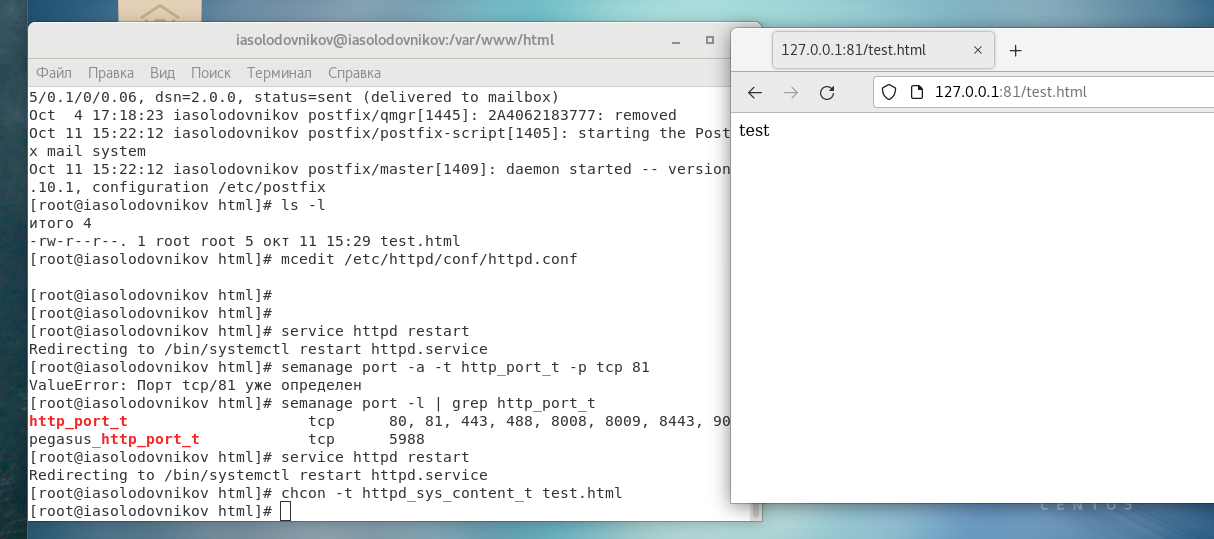 iasolodovnikov@iasolodovnikov:/var/www/html
Файл Правка Вид Поиск Терминал Справка
5/0.1/0/0.06, dsn=2.0.0, status=sent (delivered to mailbox)
Oct  4 17:18:23 iasolodovnikov postfix/qmgr[1445]: 2A4062183777: removed
Oct 11 15:22:12 iasolodovnikov postfix/postfix-script[1405]: starting the Post
x mail system
Oct 11 15:22:12 iasolodovnikov postfix/master[1409]: daemon started -- version
.10.1, configuration /etc/postfix
[root@iasolodovnikov html]# ls -l
итого 4
-rw-r--r--. 1 root root 5 окт 11 15:29 test.html
[root@iasolodovnikov html]# mcedit /etc/httpd/conf/httpd.conf
[root@iasolodovnikov html]#
[root@iasolodovnikov html]#
[root@iasolodovnikov html]# service httpd restart
Redirecting to /bin/systemctl restart httpd.service
[root@iasolodovnikov html]# semanage port -a -t http_port_t -p tcp 81
ValueError: Порт tcp/81 уже определен
[root@iasolodovnikov html]# semanage port -l | grep http_port_t
http_port_t                    tcp      80, 81, 443, 488, 8008, 8009, 8443, 90
pegasus_http_port_t            tcp      5988
[root@iasolodovnikov html]# service httpd restart
Redirecting to /bin/systemctl restart httpd.service
[root@iasolodovnikov html]# chcon -t httpd_sys_content_t test.html
[root@iasolodovnikov html]#
127.0.0.1:81/test.html
127.0.0.1:81/test.html
test
CENTOS